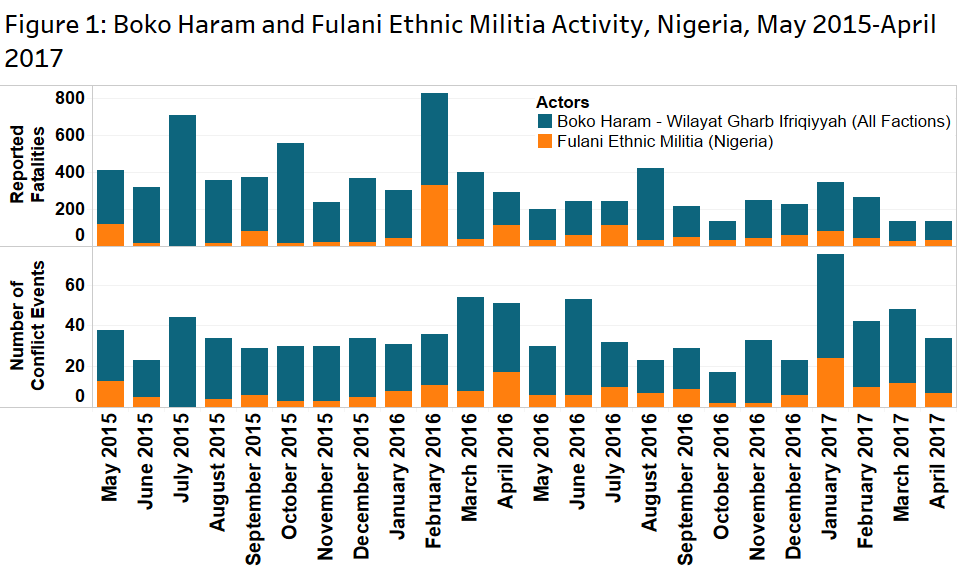 Figure 1: Boko Haram and Fulani Ethnic Militia Activity, Nigeria, May 2015-April
2017
Actors
Boko Haram - Wilayat Gharb Ifriqiyyah (All Factions)
Fulani Ethnic Militia (Nigeria)
Reported
Fatalities
800
600
400
200
0
Number of
Conflict Events
60
40
20
0
May 2015
June 2015
July 2015
August 2015
September 2015
October 2015
November 2015
December 2015
January 2016
February 2016
March 2016
April 2016
May 2016
June 2016
July 2016
August 2016
September 2016
October 2016
November 2016
December 2016
January 2017
February 2017
March 2017
April 2017